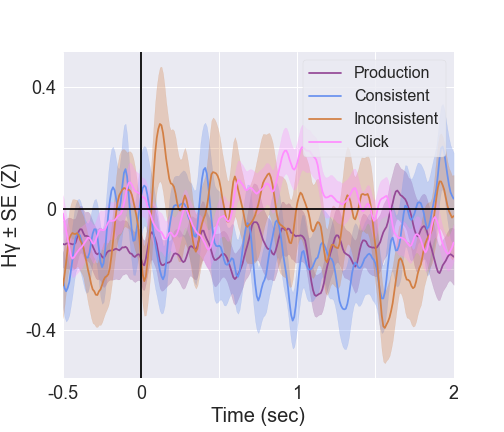 Production
Consistent
Inconsistent
Click
0.4
0
-0.4
Hγ ± SE (Z)
-0.5
0
1
2
Time (sec)